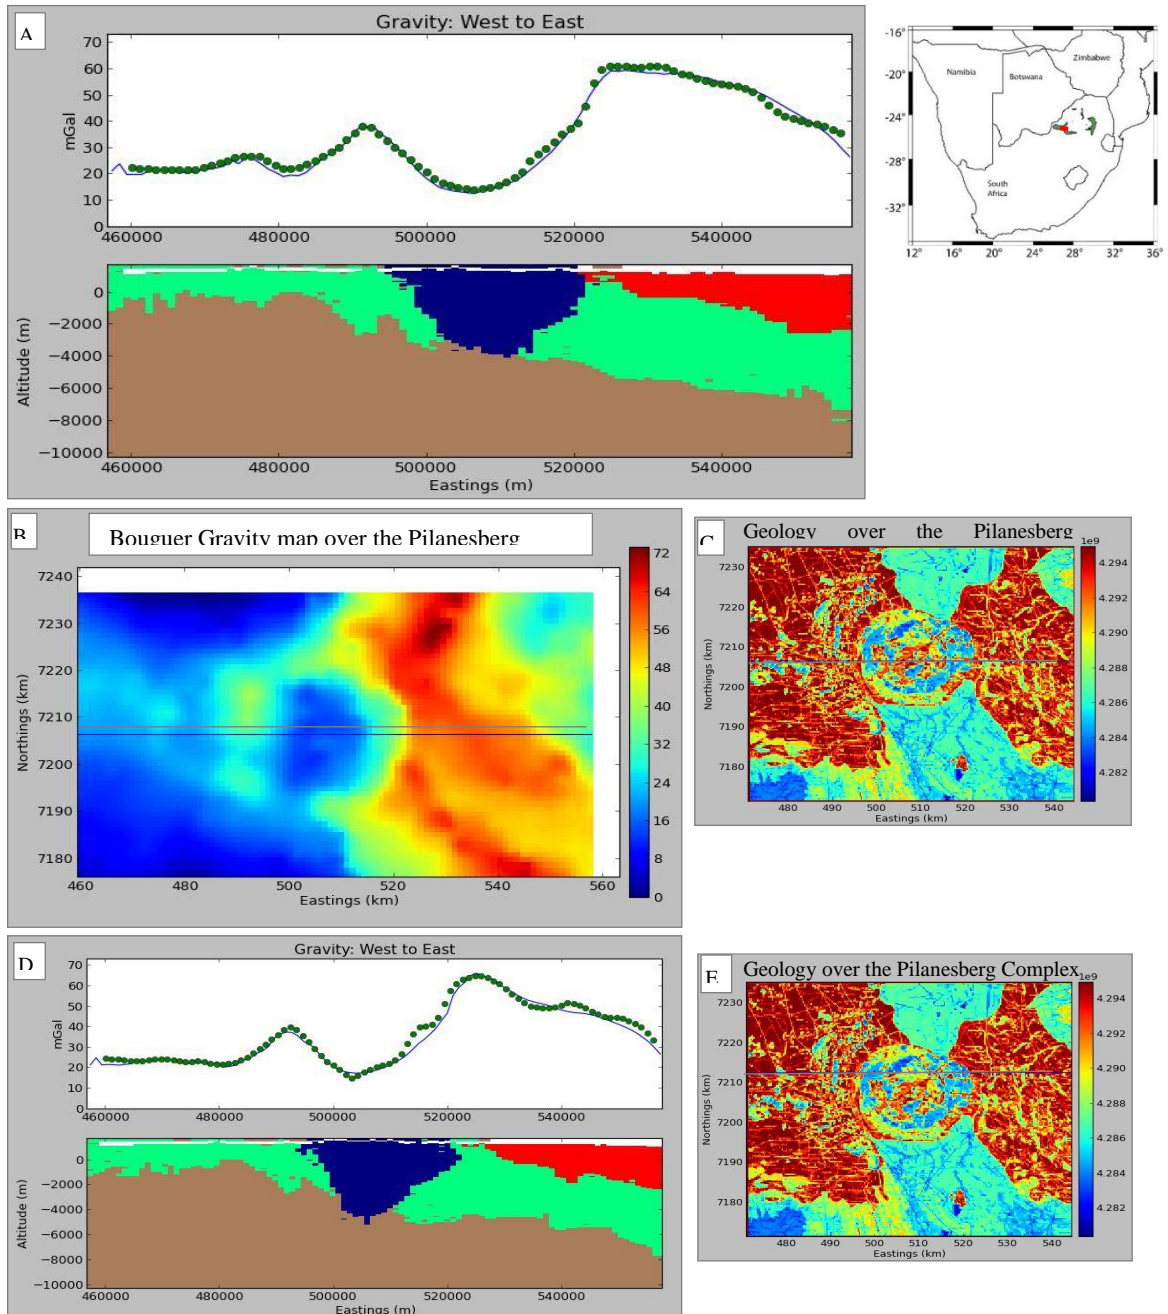 A
Gravity: West to East
mGal
70
60
50
40
30
20
10
0
460000 480000 500000 520000 540000
Altitude (m)
0
−2000
−4000
−6000
−8000
−10000
460000 480000 500000 520000 540000
Eastings (m)
-16°
-20°
-24°
-28°
-32°
Namibia
Botswana
Zimbabwe
South
Africa
12° 16° 20° 24° 28° 32° 36°
B
Bouguer Gravity map over the Pilanesberg
Northings (km)
7240
7230
7220
7210
7200
7190
7180
460 480 500 520 540 560
Eastings (km)
72
64
56
48
40
32
24
16
8
0
C
Geology over the Pilanesberg
1e9
Northings (km)
7230
7220
7210
7200
7190
7180
480 490 500 510 520 530 540
Eastings (km)
4.294
4.292
4.290
4.288
4.286
4.284
4.282
D
Gravity: West to East
mGal
70
60
50
40
30
20
10
0
460000 480000 500000 520000 540000
Altitude (m)
0
−2000
−4000
−6000
−8000
−10000
460000 480000 500000 520000 540000
Eastings (m)
E
Geology over the Pilanesberg Complex
1e9
Northings (km)
7230
7220
7210
7200
7190
7180
480 490 500 510 520 530 540
Eastings (km)
4.294
4.292
4.290
4.288
4.286
4.284
4.282